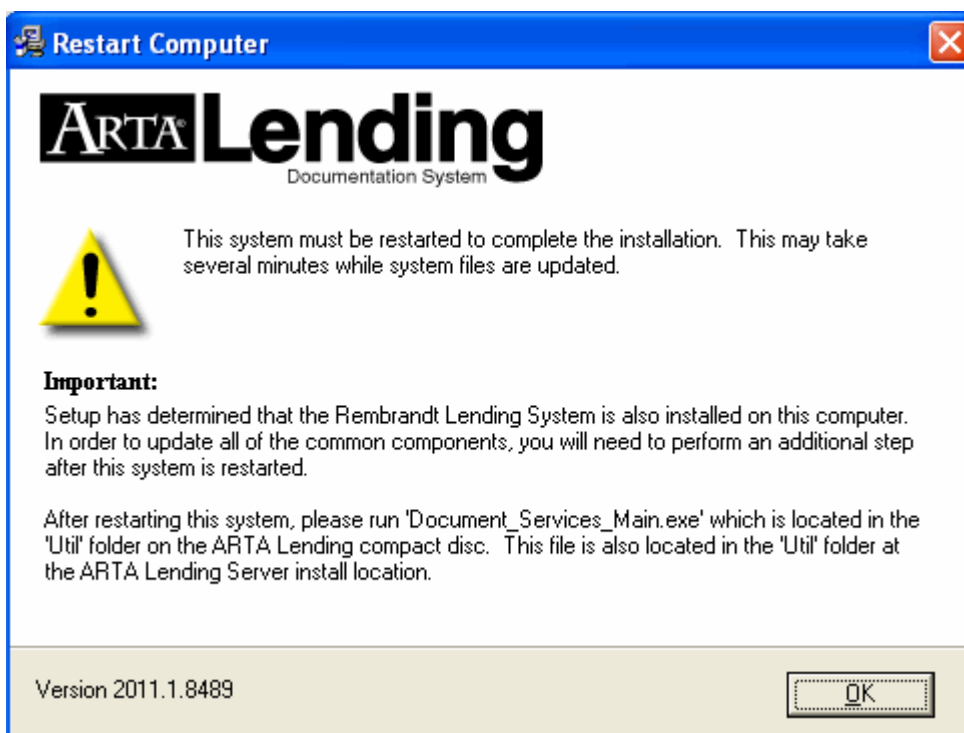 Restart Computer
ARTA® Lending
Documentation System
This system must be restarted to complete the installation. This may take
several minutes while system files are updated.
Important:
Setup has determined that the Rembrandt Lending System is also installed on this computer.
In order to update all of the common components, you will need to perform an additional step
after this system is restarted.
After restarting this system, please run 'Document_Services_Main.exe' which is located in the
'Util' folder on the ARTA Lending compact disc. This file is also located in the 'Util' folder at
the ARTA Lending Server install location.
Version 2011.1.8489
OK